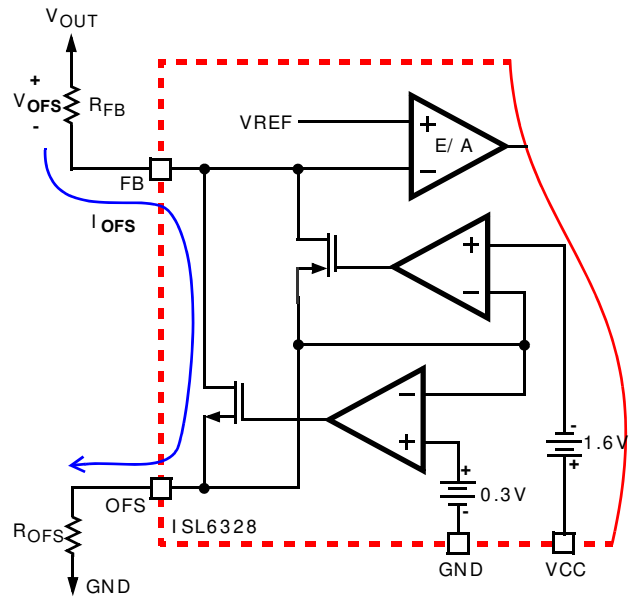 VOUT
+
VOFS
-
RFB
VREF
+
E/A
-
FB
IOFS
+
-
-
+
-
1.6V
+
+
0.3V
-
OFS
ISL6328
ROFS
GND
GND
VCC